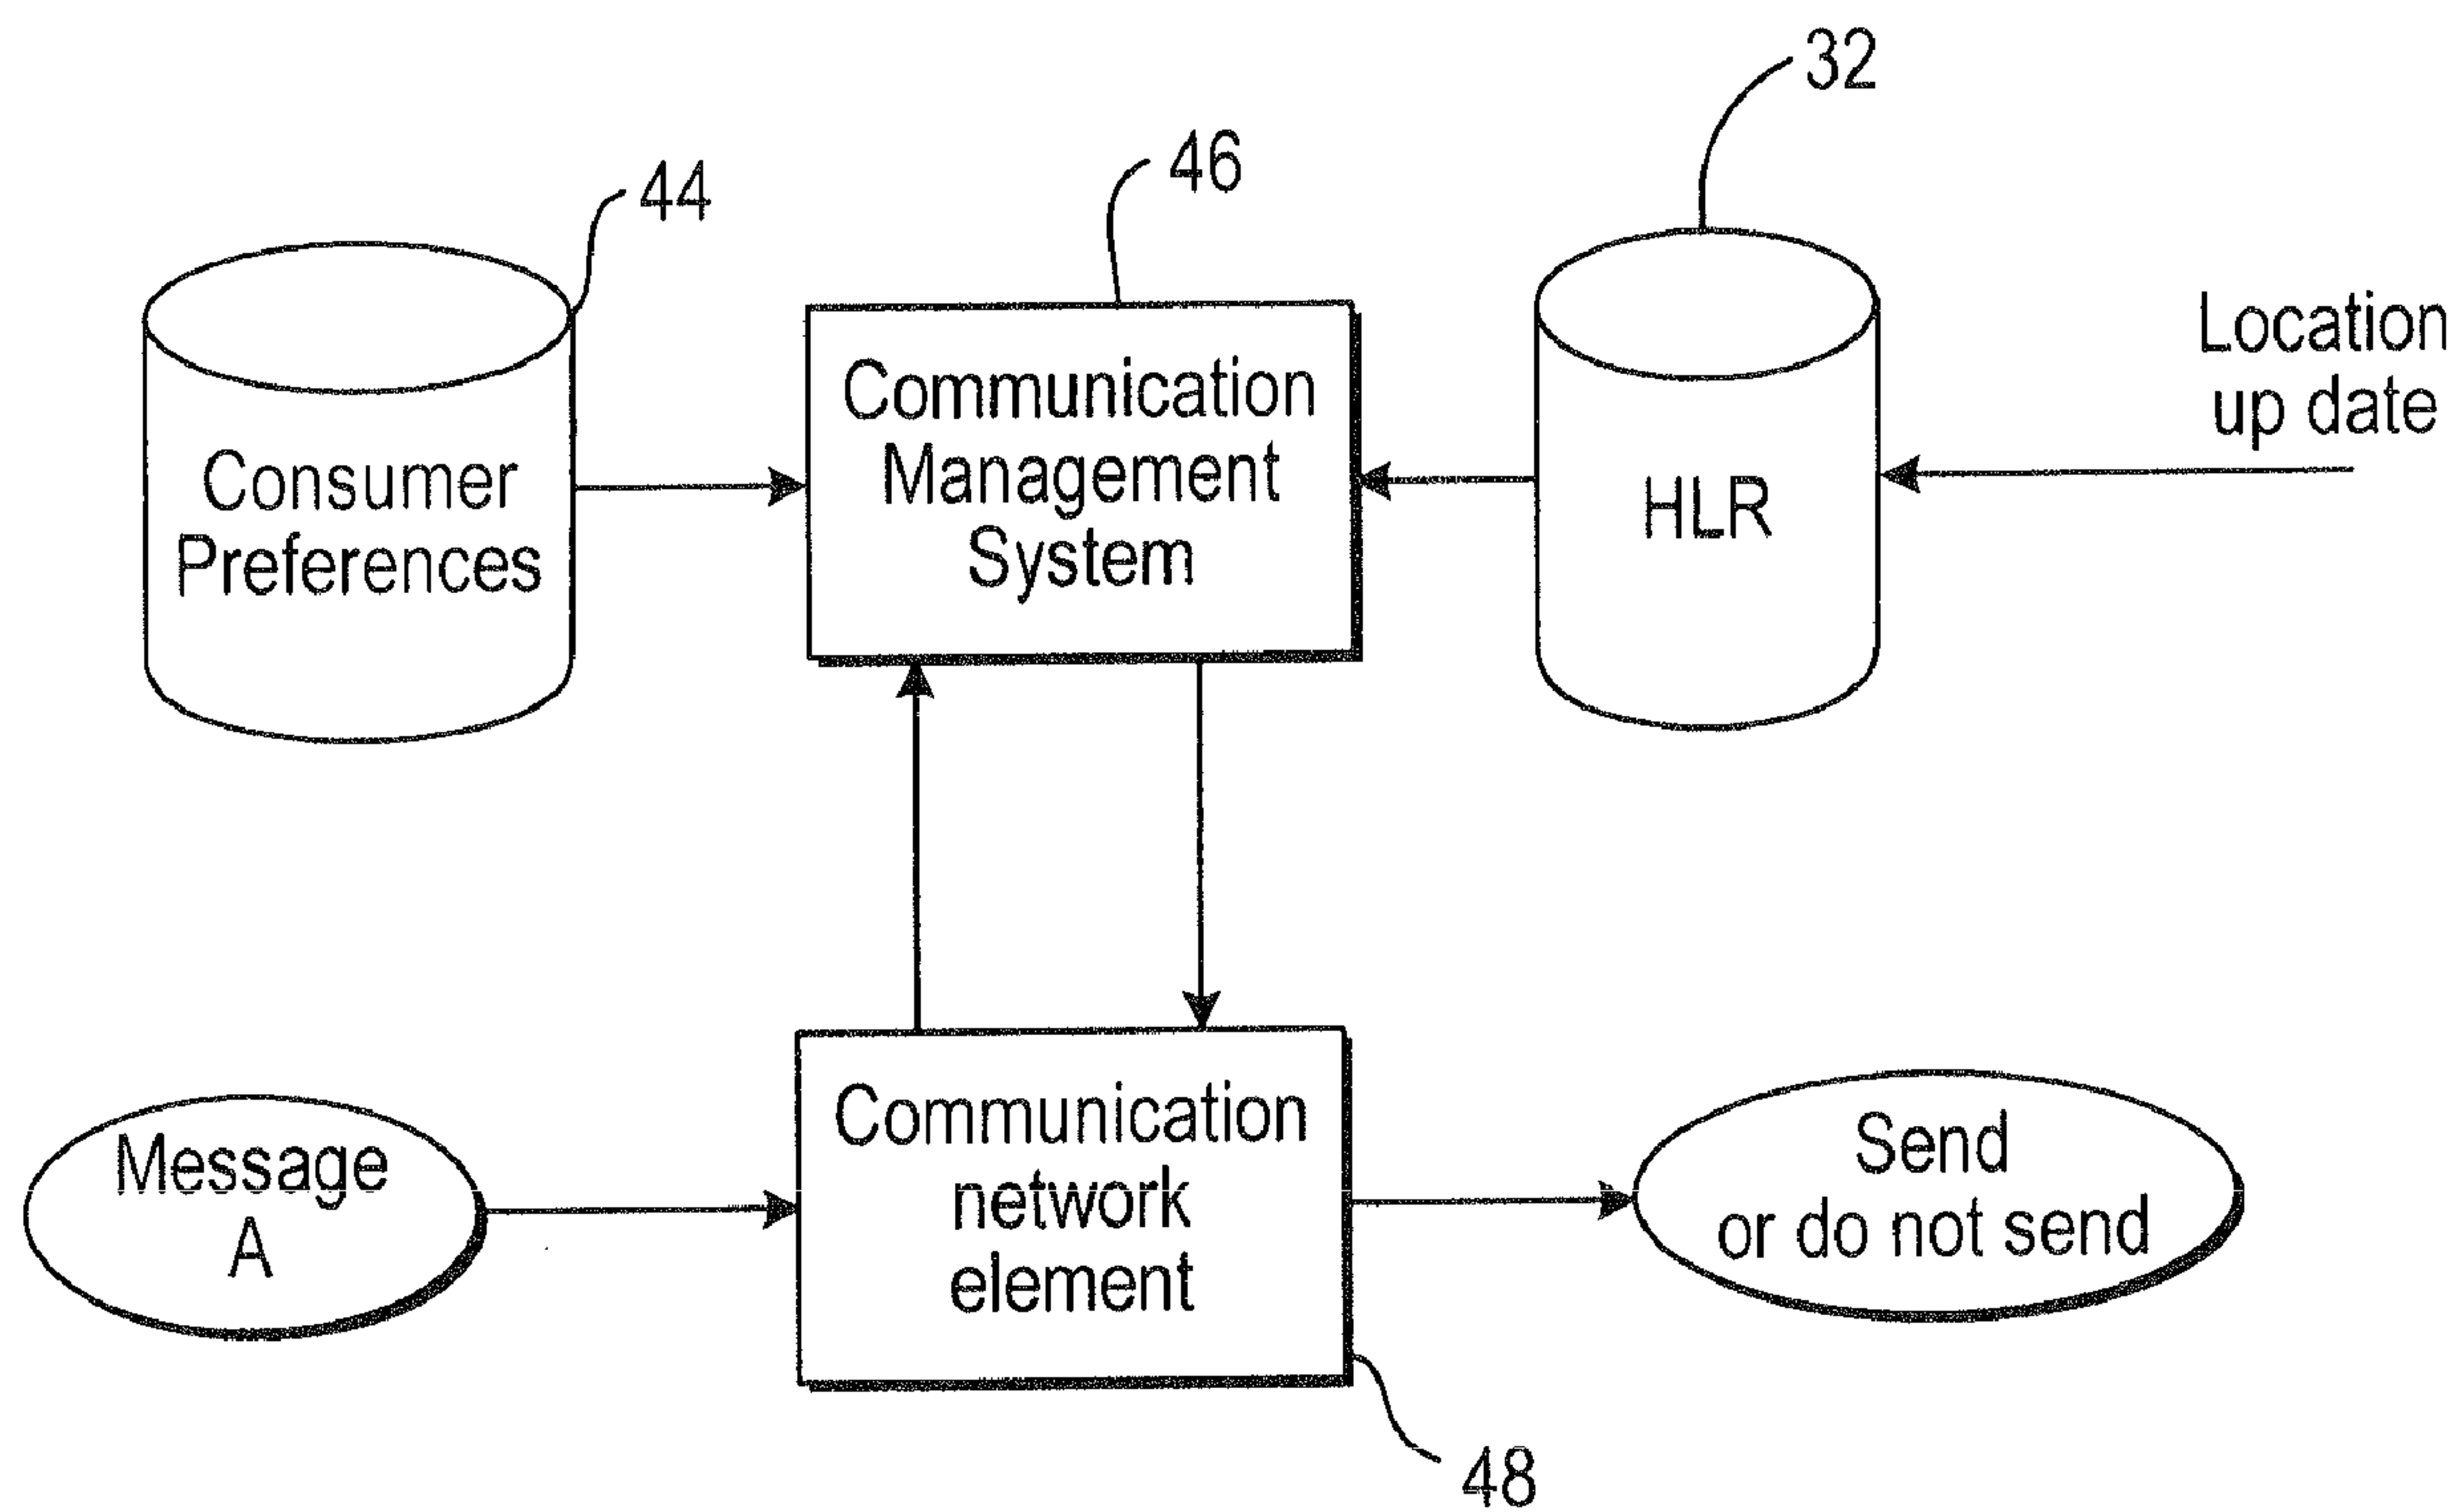 32
46
44
Location
up date
Communication
Management
System
Consumer
Preferences
HLR
Communication
network
element
Message
A
Send
or do not send
48